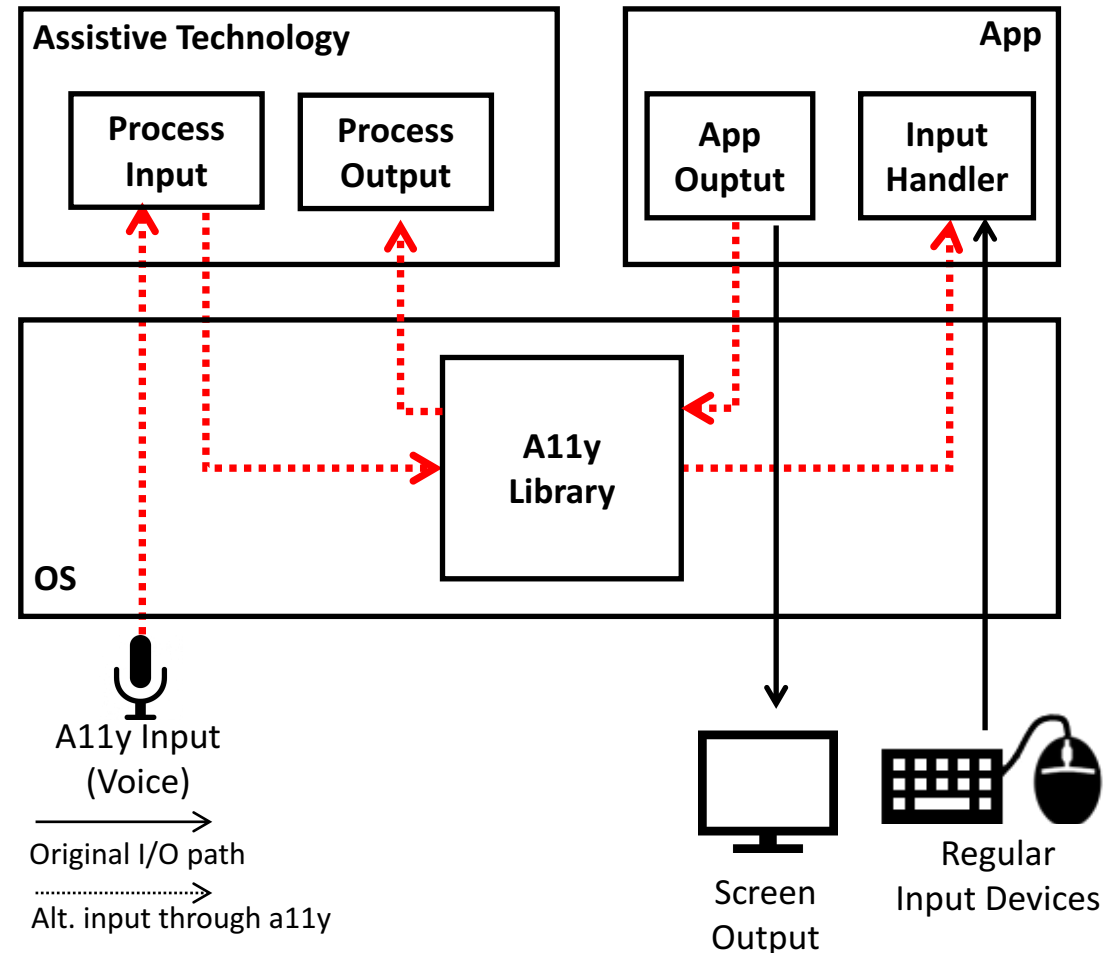 Assistive Technology
App
Process
Input
Process
Output
App
Ouptut
Input
Handler
A11y
Library
OS
A11y Input
(Voice)
Original I/O path
Alt. input through a11y
Screen
Output
Regular
Input Devices